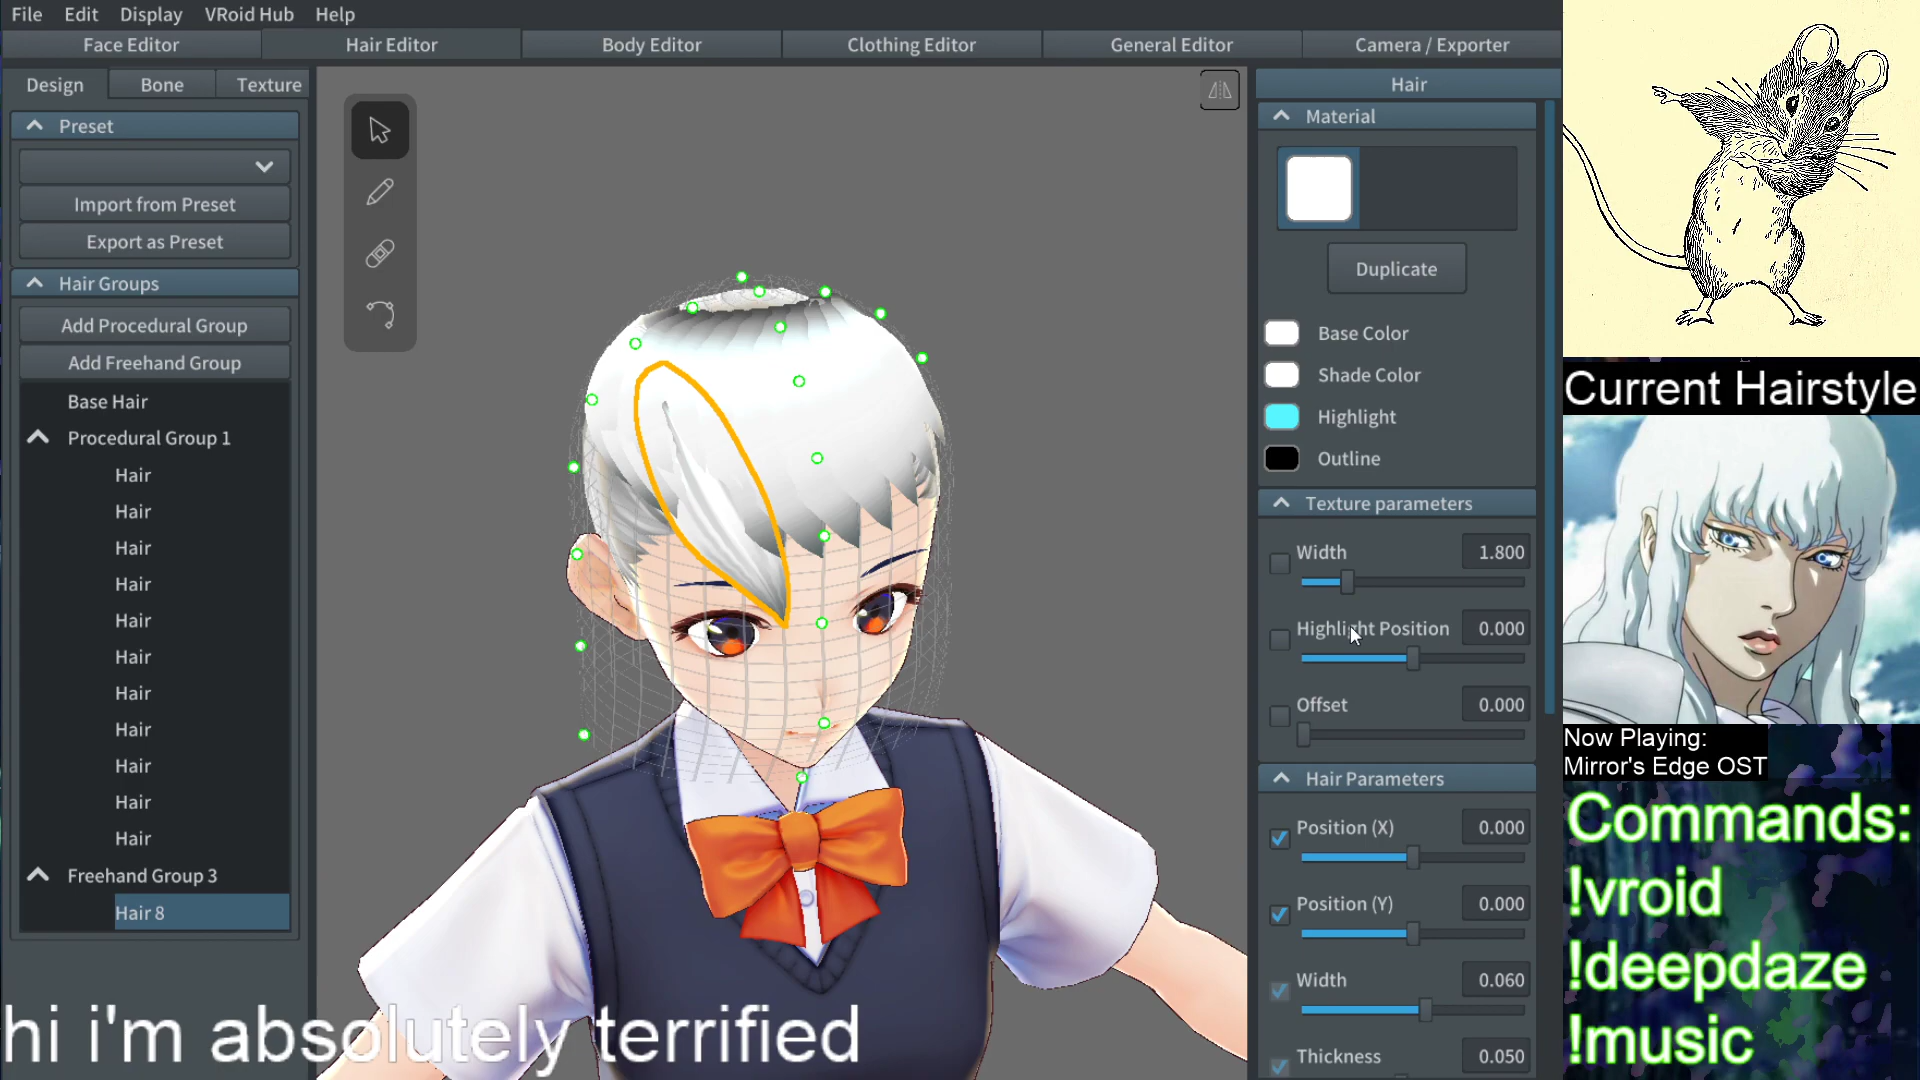 File Edit Display VRoid Hub Help
Face Editor Hair Editor Body Editor Clothing Editor General Editor Camera / Exporter
Design Bone Texture
Preset
Import from Preset
Export as Preset
Hair Groups
Add Procedural Group
Add Freehand Group
Base Hair
Procedural Group 1
Hair
Hair
Hair
Hair
Hair
Hair
Hair
Hair
Hair
Hair
Hair
Freehand Group 3
Hair 8
Hair
Material
Duplicate
Base Color
Shade Color
Highlight
Outline
Texture parameters
Width 1.800
Highlight Position 0.000
Offset 0.000
Hair Parameters
Position (X) 0.000
Position (Y) 0.000
Width 0.060
Thickness 0.050
Current Hairstyle
Now Playing:
Mirror's Edge OST
Commands:
!vroid
!deepdaze
!music
hi i'm absolutely terrified